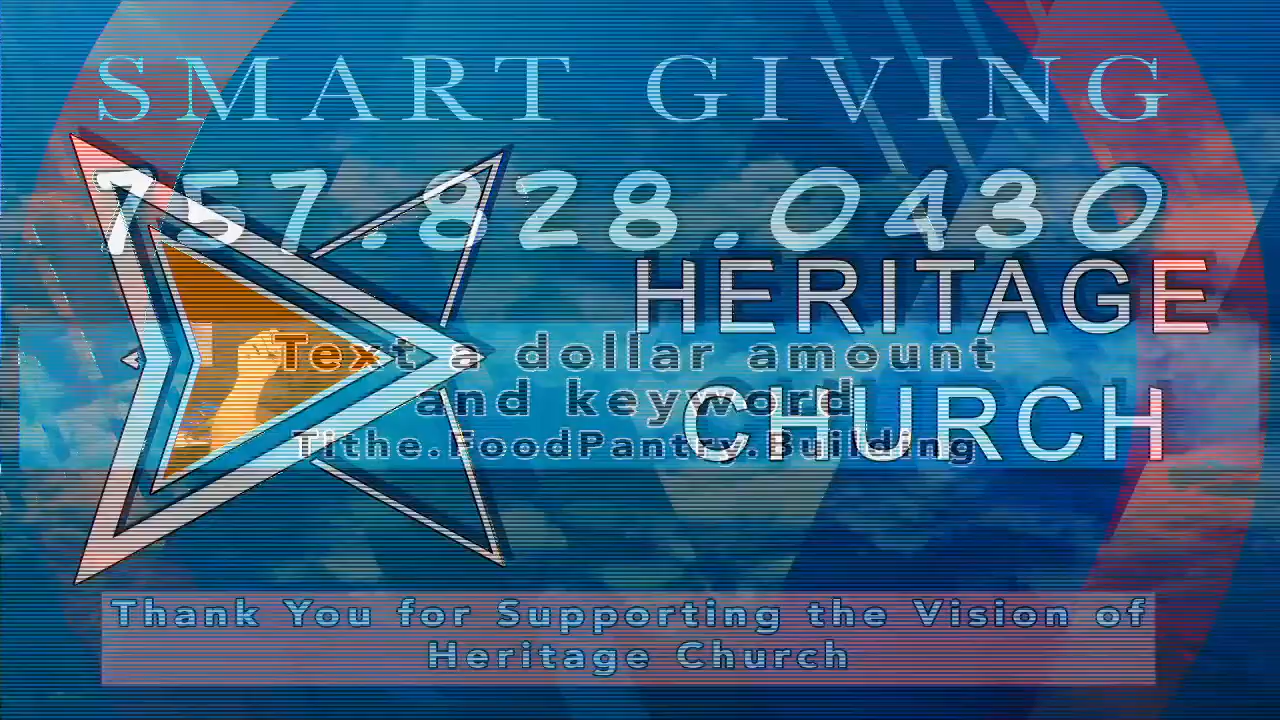 SMART GIVING
757.828.0430
HERITAGE
CHURCH
Text a dollar amount
and keyword
Tithe.FoodPantry.Building
Thank You for Supporting the Vision of
Heritage Church